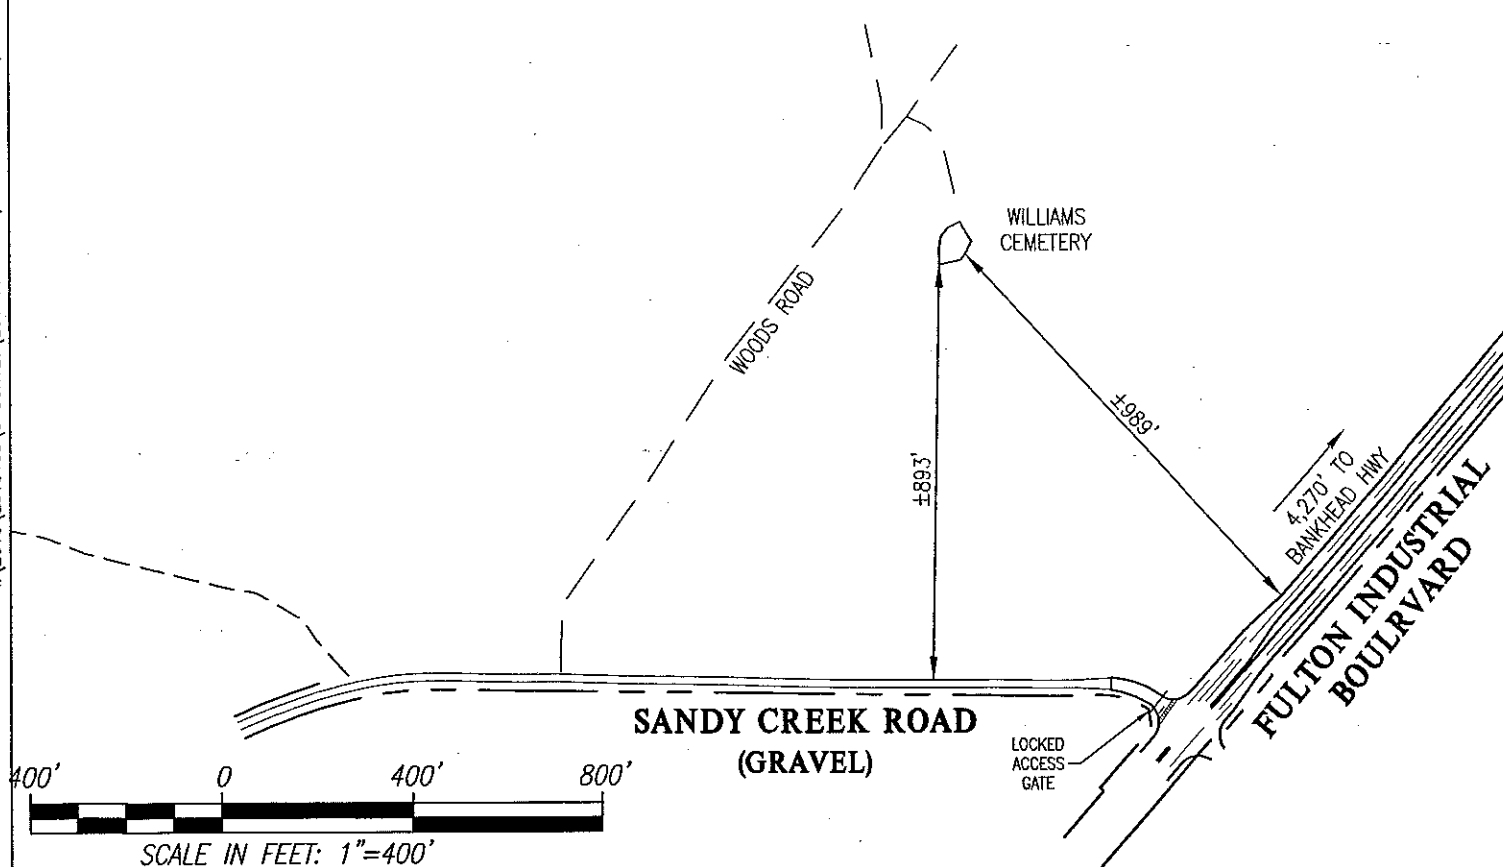 WILLIAMS
CEMETERY
WOODS ROAD
±989'
±893'
4,270' TO
BANKHEAD HWY
FULTON INDUSTRIAL
BOULRVARD
SANDY CREEK ROAD
(GRAVEL)
LOCKED
ACCESS
GATE
400' 0 400' 800'
SCALE IN FEET: 1"=400'